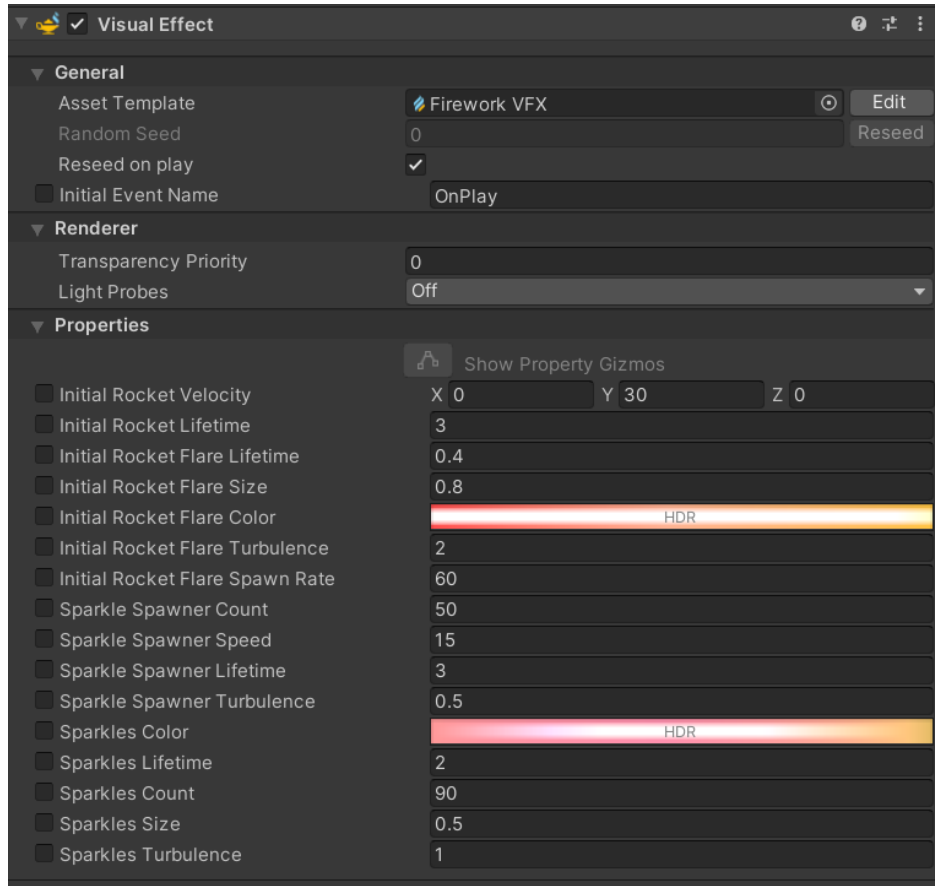 Visual Effect
General
Asset Template Firework VFX Edit
Random Seed 0 Reseed
Reseed on play
Initial Event Name OnPlay
Renderer
Transparency Priority 0
Light Probes Off
Properties
Show Property Gizmos
Initial Rocket Velocity X 0 Y 30 Z 0
Initial Rocket Lifetime 3
Initial Rocket Flare Lifetime 0.4
Initial Rocket Flare Size 0.8
Initial Rocket Flare Color HDR
Initial Rocket Flare Turbulence 2
Initial Rocket Flare Spawn Rate 60
Sparkle Spawner Count 50
Sparkle Spawner Speed 15
Sparkle Spawner Lifetime 3
Sparkle Spawner Turbulence 0.5
Sparkles Color HDR
Sparkles Lifetime 2
Sparkles Count 90
Sparkles Size 0.5
Sparkles Turbulence 1